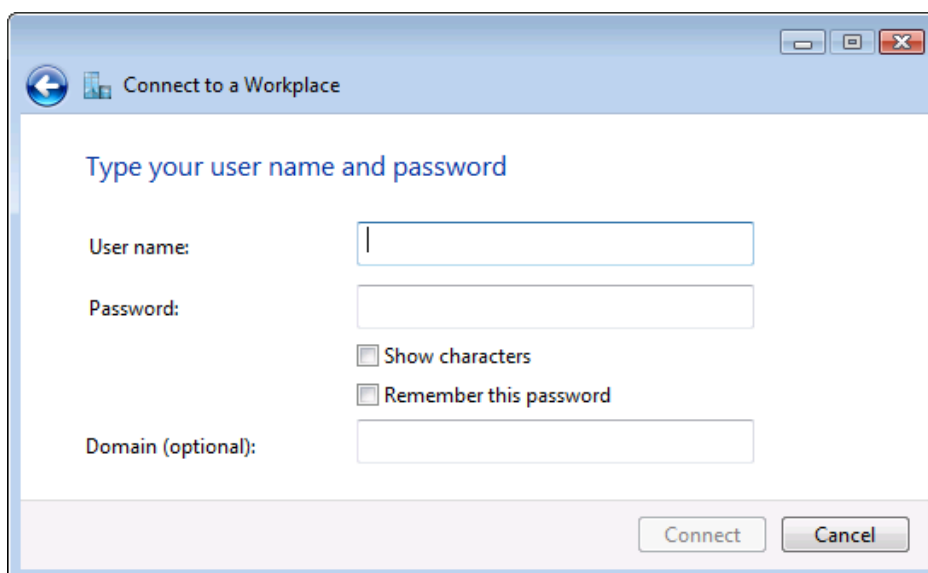 Connect to a Workplace
Type your user name and password
User name:
Password:
Show characters
Remember this password
Domain (optional):
Connect Cancel